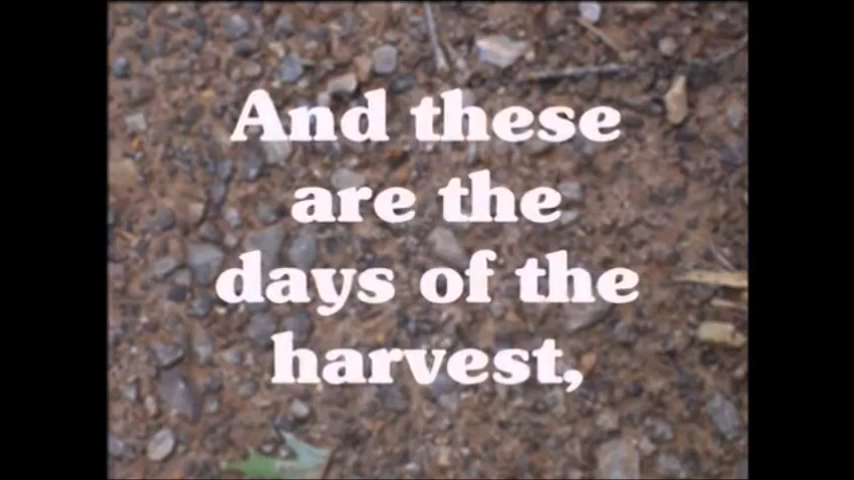 And these
are the
days of the
harvest,